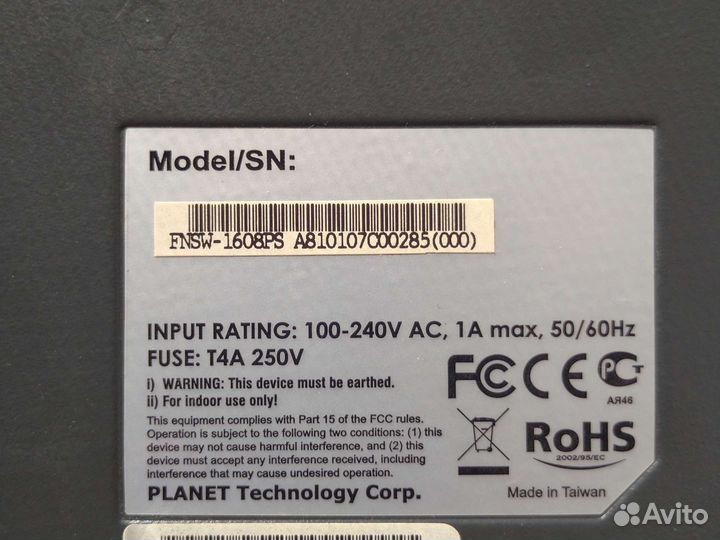 Model/SN:
FNSW-1608PS A810107C00285(000)
INPUT RATING: 100-240V AC, 1A max, 50/60Hz
FUSE: T4A 250V
i) WARNING: This device must be earthed.
ii) For indoor use only!
FC CE PCT
АЯ46
This equipment complies with Part 15 of the FCC rules.
Operation is subject to the following two conditions: (1) this
device may not cause harmful interference, and (2) this
device must accept any interference received, including
interference that may cause undesired operation.
RoHS
2002/95/EC
PLANET Technology Corp.
Made in Taiwan
Avito